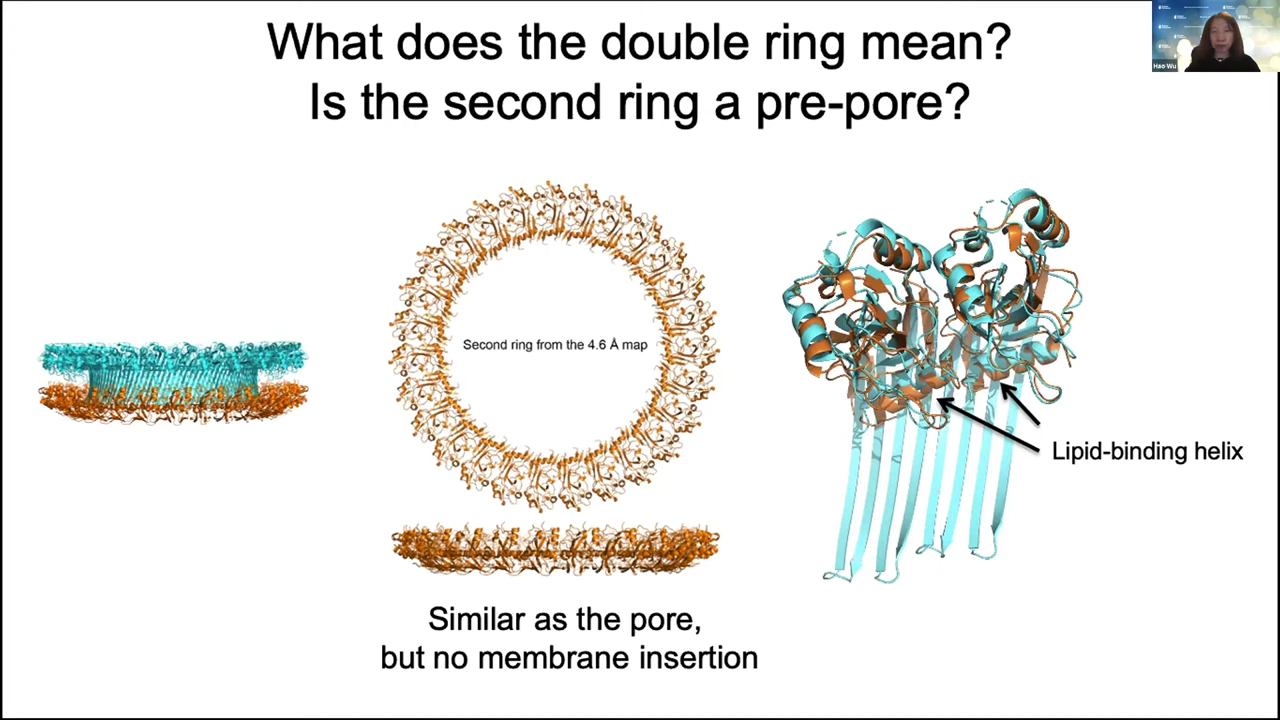 What does the double ring mean?
Is the second ring a pre-pore?
Hao Wu
Second ring from the 4.6 Å map
Lipid-binding helix
Similar as the pore,
but no membrane insertion